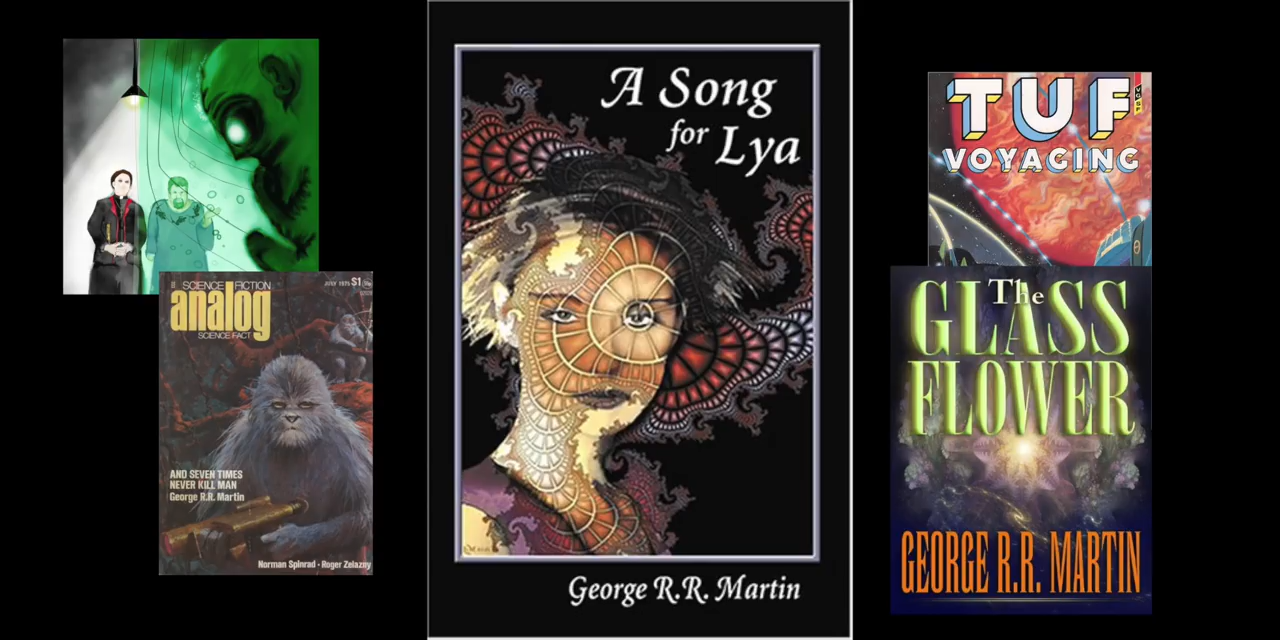 SCIENCE FICTION
analog
SCIENCE FACT
JULY 1975 $1
AND SEVEN TIMES
NEVER KILL MAN
George R.R. Martin
Norman Spinrad • Roger Zelazny
A Song
for Lya
George R.R. Martin
TUF
VOYAGING
The
GLASS
FLOWER
GEORGE R.R. MARTIN